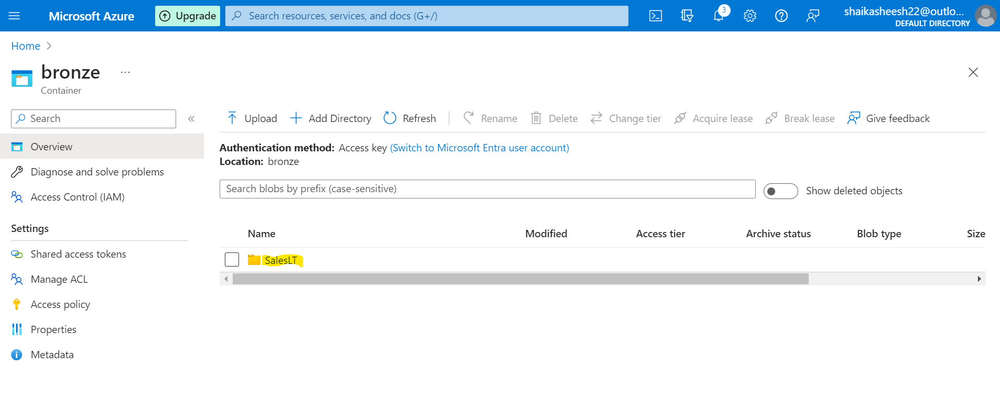 Microsoft Azure
Upgrade
Search resources, services, and docs (G+/)
3
shaikasheesh22@outlo...
DEFAULT DIRECTORY
Home
bronze
...
Container
Search
«
Upload
Add Directory
Refresh
Rename
Delete
Change tier
Acquire lease
Break lease
Give feedback
Overview
Diagnose and solve problems
Access Control (IAM)
Settings
Shared access tokens
Manage ACL
Access policy
Properties
Metadata
Authentication method: Access key (Switch to Microsoft Entra user account)
Location: bronze
Search blobs by prefix (case-sensitive)
Show deleted objects
Name Modified Access tier Archive status Blob type Size
SalesLT